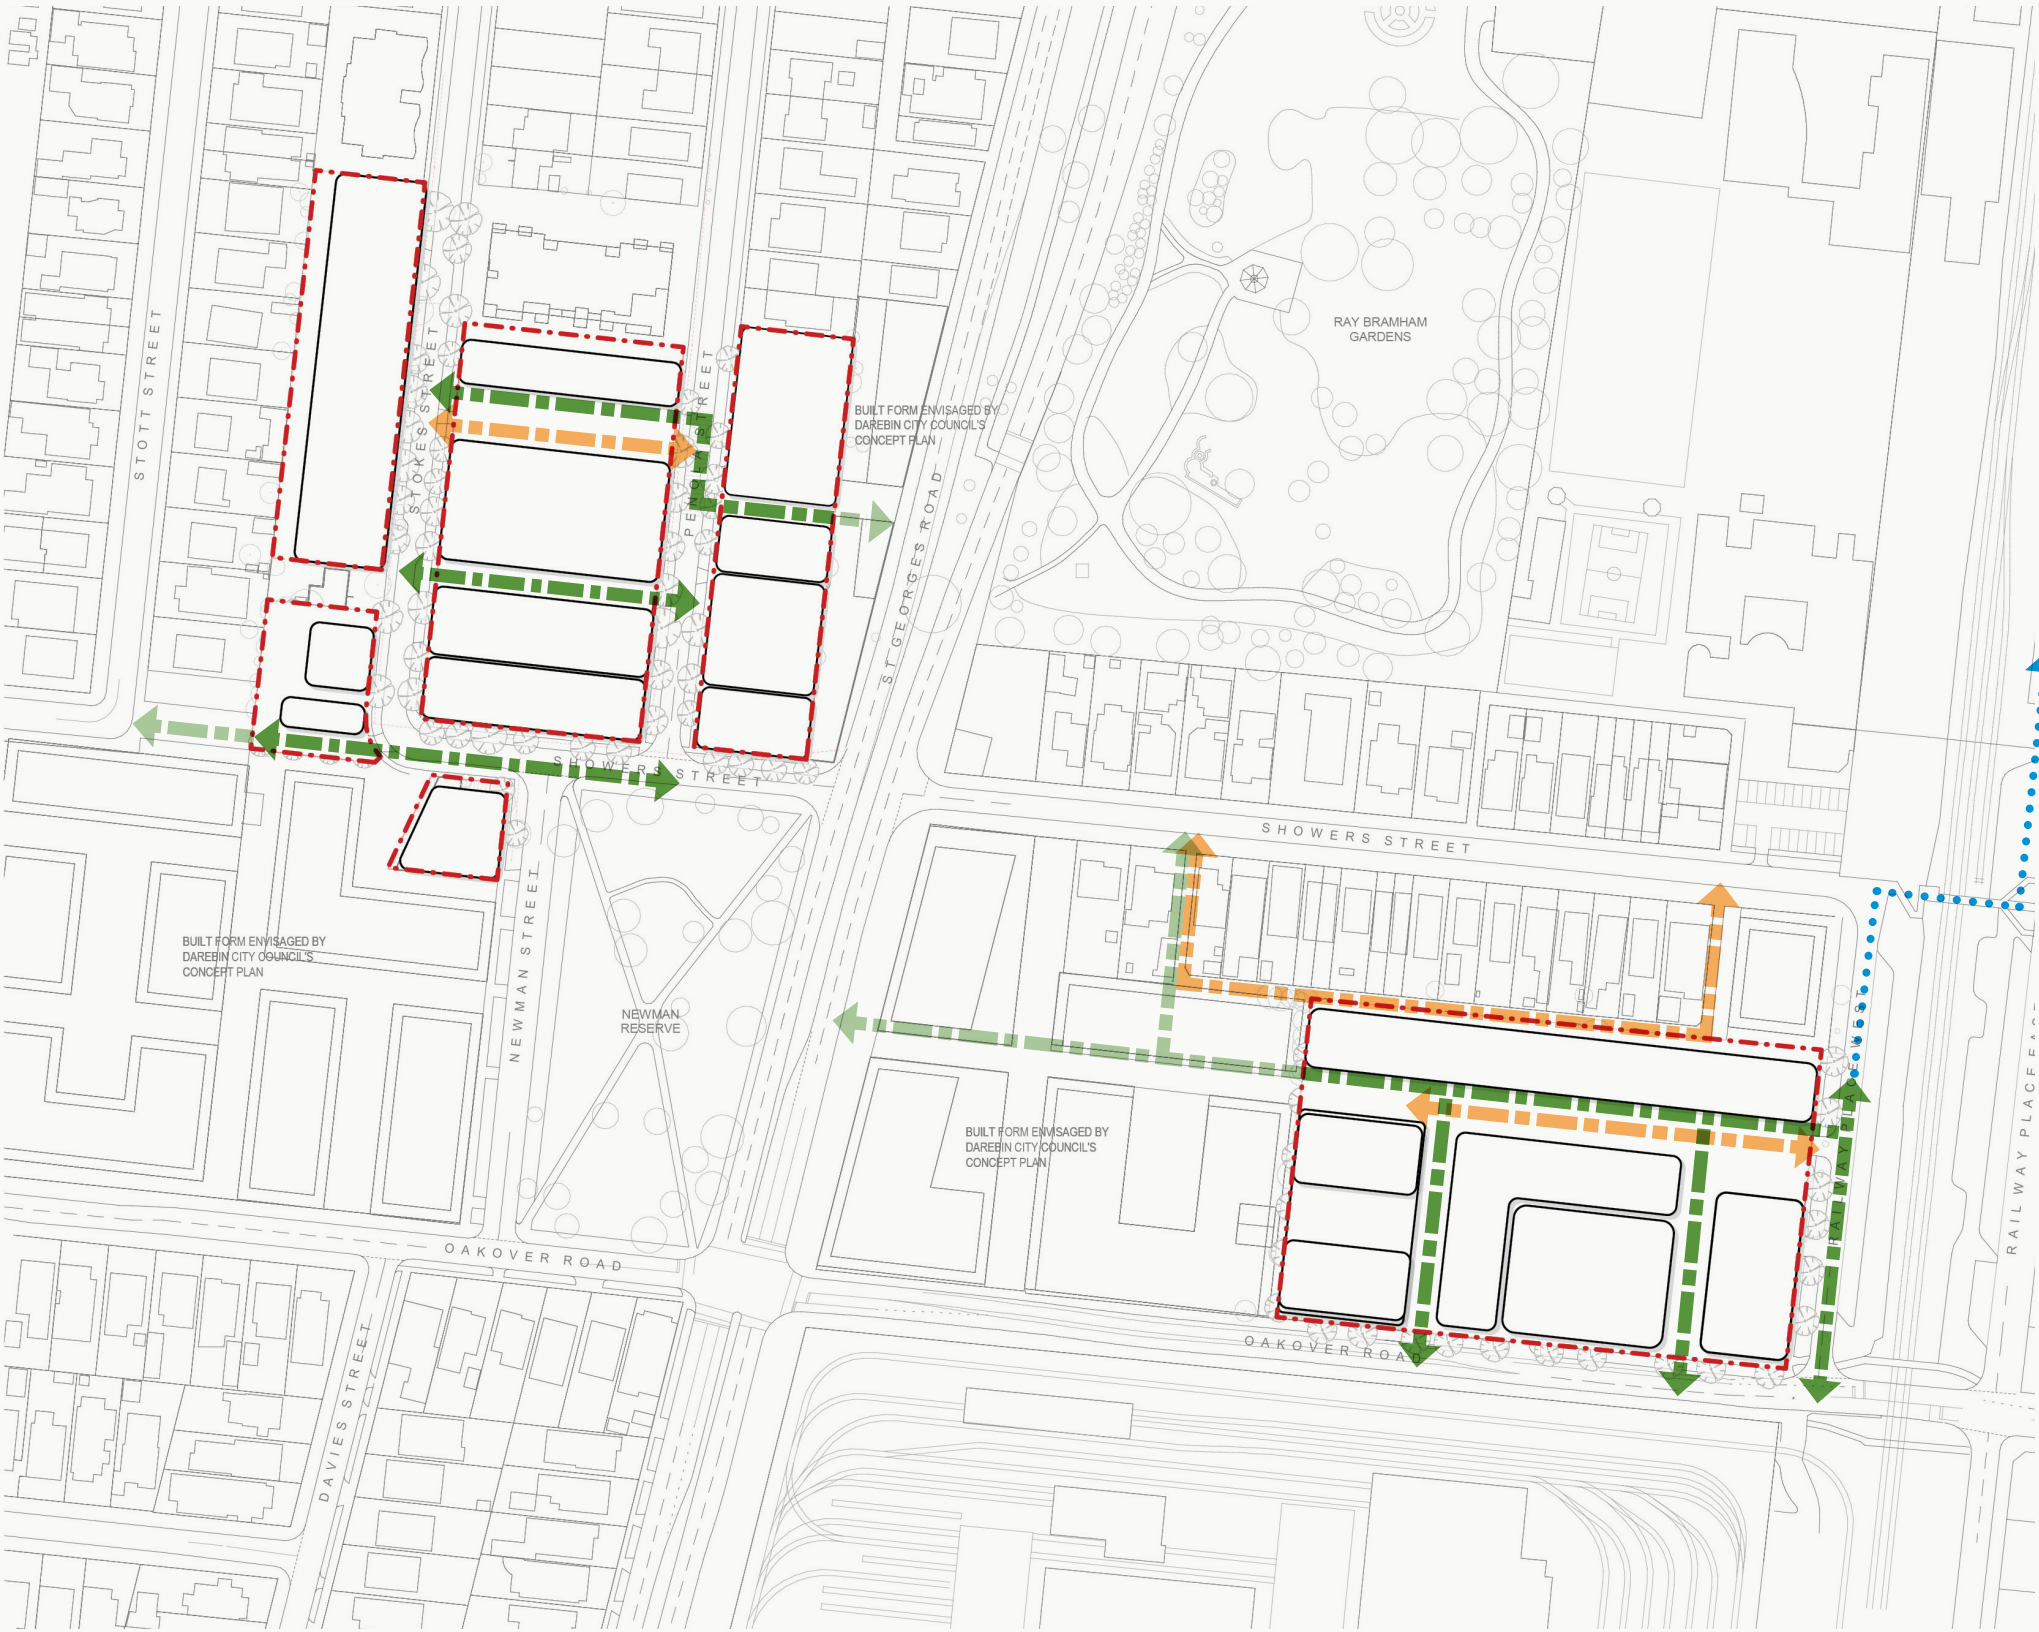 RAY BRAMHAM
GARDENS
STOTT STREET
STOKES STREET
PENOLA STREET
BUILT FORM ENVISAGED BY
DAREBIN CITY COUNCIL'S
CONCEPT PLAN
ST GEORGES ROAD
SHOWERS STREET
SHOWERS STREET
BUILT FORM ENVISAGED BY
DAREBIN CITY COUNCIL'S
CONCEPT PLAN
NEWMAN STREET
NEWMAN
RESERVE
RAILWAY PLACE WEST
RAILWAY PLACE EA
BUILT FORM ENVISAGED BY
DAREBIN CITY COUNCIL'S
CONCEPT PLAN
OAKOVER ROAD
OAKOVER ROAD
DAVIES STREET